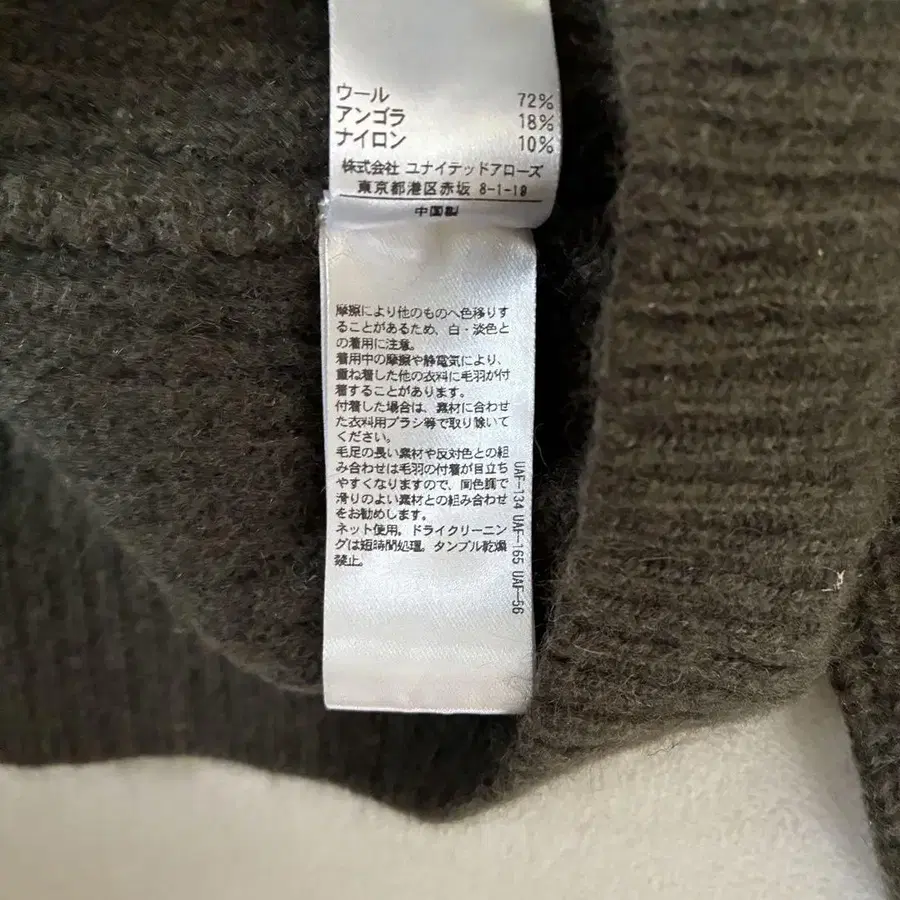 ウール 72%
アンゴラ 18%
ナイロン 10%
株式会社 ユナイテッドアローズ
東京都港区赤坂 8-1-19
中国製
摩擦により他のものへ色移りす
ることがあるため、白・淡色と
の着用に注意。
着用中の摩擦や静電気により、
重ね着した他の衣料に毛羽が付
着することがあります。
付着した場合は、素材に合わせ
た衣料用ブラシ等で取り除いて
ください。
毛足の長い素材や反対色との組
み合わせは毛羽の付着が目立ち
やすくなりますので、同色調で
滑りのよい素材との組み合わせ
をお勧めします。
ネット使用。ドライクリーニン
グは短時間処理。タンブル乾燥
禁止。
UAF-134 UAF-165 UAF-56